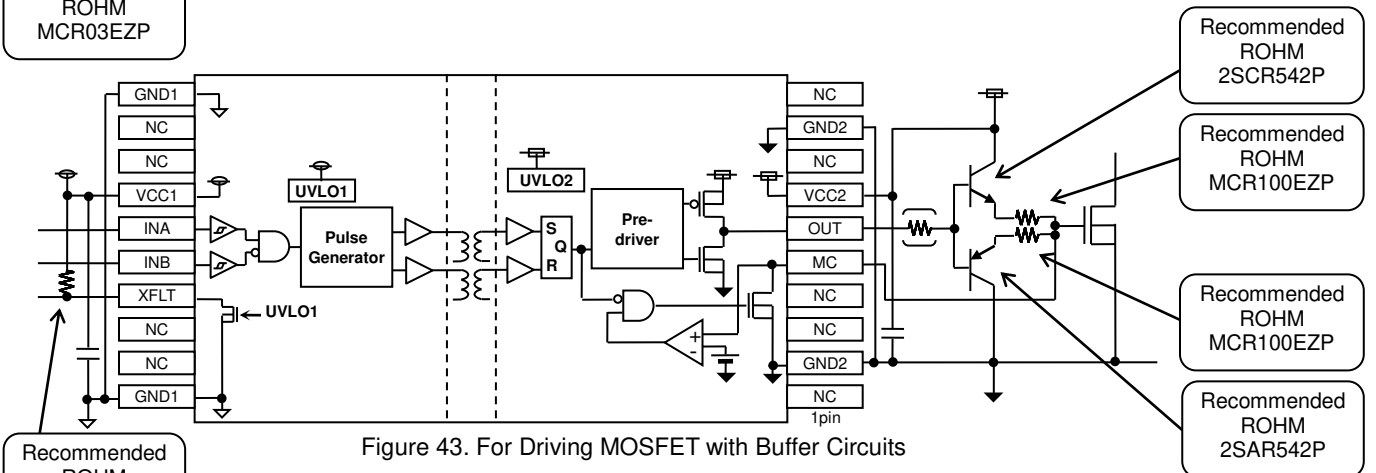 ROHM
MCR03EZP
Recommended
ROHM
2SCR542P
GND1
NC
NC
VCC1
INA
INB
XFLT
NC
NC
GND1
UVLO1
Pulse
Generator
UVLO1
UVLO2
S
Q
R
Pre-
driver
+
-
NC
GND2
NC
VCC2
OUT
MC
NC
NC
GND2
NC
1pin
Recommended
ROHM
MCR100EZP
Recommended
ROHM
MCR100EZP
Recommended
ROHM
2SAR542P
Recommended
ROHM
Figure 43. For Driving MOSFET with Buffer Circuits